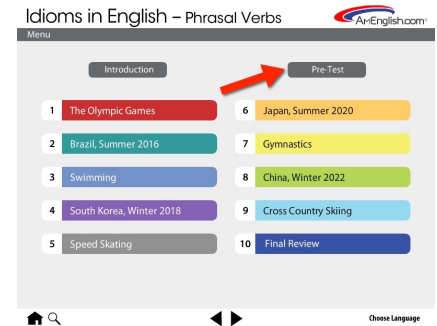 Idioms in English – Phrasal Verbs
AmEnglish.com
Menu
Introduction
Pre-Test
1 The Olympic Games
2 Brazil, Summer 2016
3 Swimming
4 South Korea, Winter 2018
5 Speed Skating
6 Japan, Summer 2020
7 Gymnastics
8 China, Winter 2022
9 Cross Country Skiing
10 Final Review
Choose Language